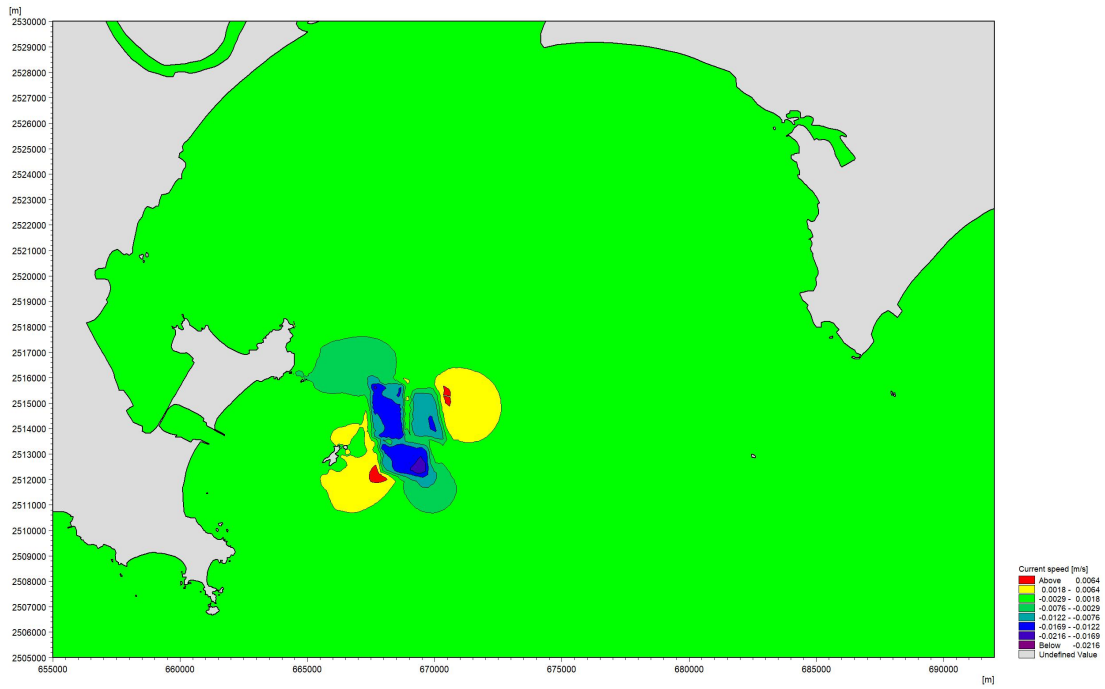 [m]
2530000
2529000
2528000
2527000
2526000
2525000
2524000
2523000
2522000
2521000
2520000
2519000
2518000
2517000
2516000
2515000
2514000
2513000
2512000
2511000
2510000
2509000
2508000
2507000
2506000
2505000
655000 660000 665000 670000 675000 680000 685000 690000
[m]
Current speed [m/s]
Above 0.0064
0.0018 - 0.0064
-0.0029 - 0.0018
-0.0076 - -0.0029
-0.0122 - -0.0076
-0.0169 - -0.0122
-0.0216 - -0.0169
Below -0.0216
Undefined Value